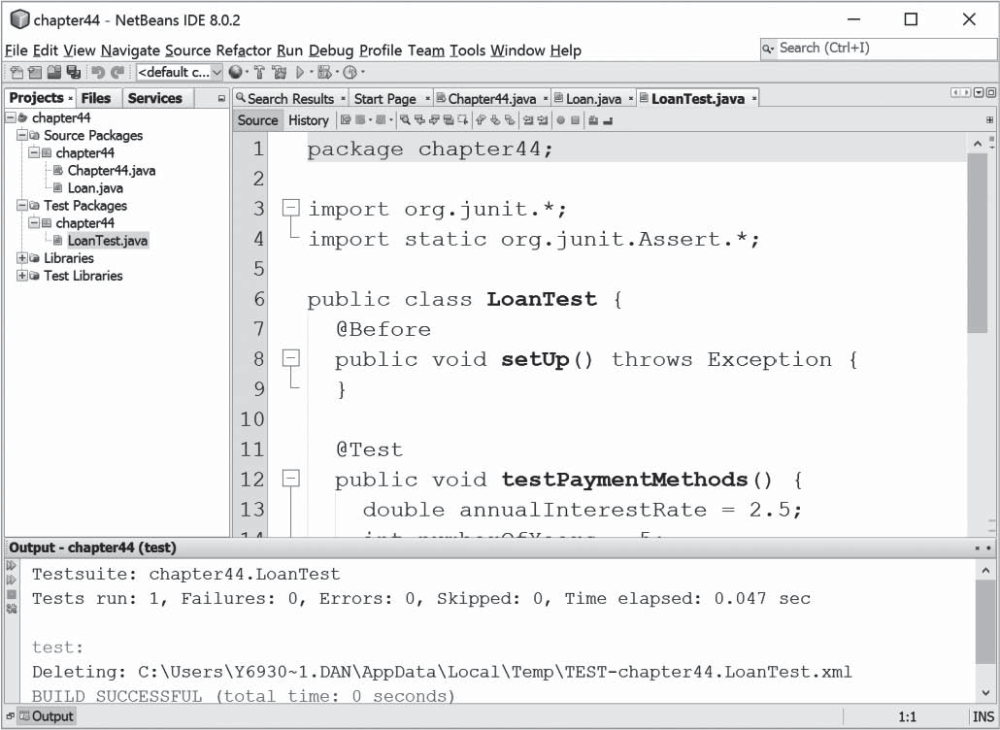 chapter44 - NetBeans IDE 8.0.2
File Edit View Navigate Source Refactor Run Debug Profile Team Tools Window Help
Search (Ctrl+I)
<default c...
Projects Files Services
chapter44
Source Packages
chapter44
Chapter44.java
Loan.java
Test Packages
chapter44
LoanTest.java
Libraries
Test Libraries
Search Results Start Page Chapter44.java Loan.java LoanTest.java
Source History
1 package chapter44;
2
3 import org.junit.*;
4 import static org.junit.Assert.*;
5
6 public class LoanTest {
7 @Before
8 public void setUp() throws Exception {
9 }
10
11 @Test
12 public void testPaymentMethods() {
13 double annualInterestRate = 2.5;
14 int numberOfYears = 5;
Output - chapter44 (test)
Testsuite: chapter44.LoanTest
Tests run: 1, Failures: 0, Errors: 0, Skipped: 0, Time elapsed: 0.047 sec
test:
Deleting: C:\Users\Y6930~1.DAN\AppData\Local\Temp\TEST-chapter44.LoanTest.xml
BUILD SUCCESSFUL (total time: 0 seconds)
Output
1:1 INS